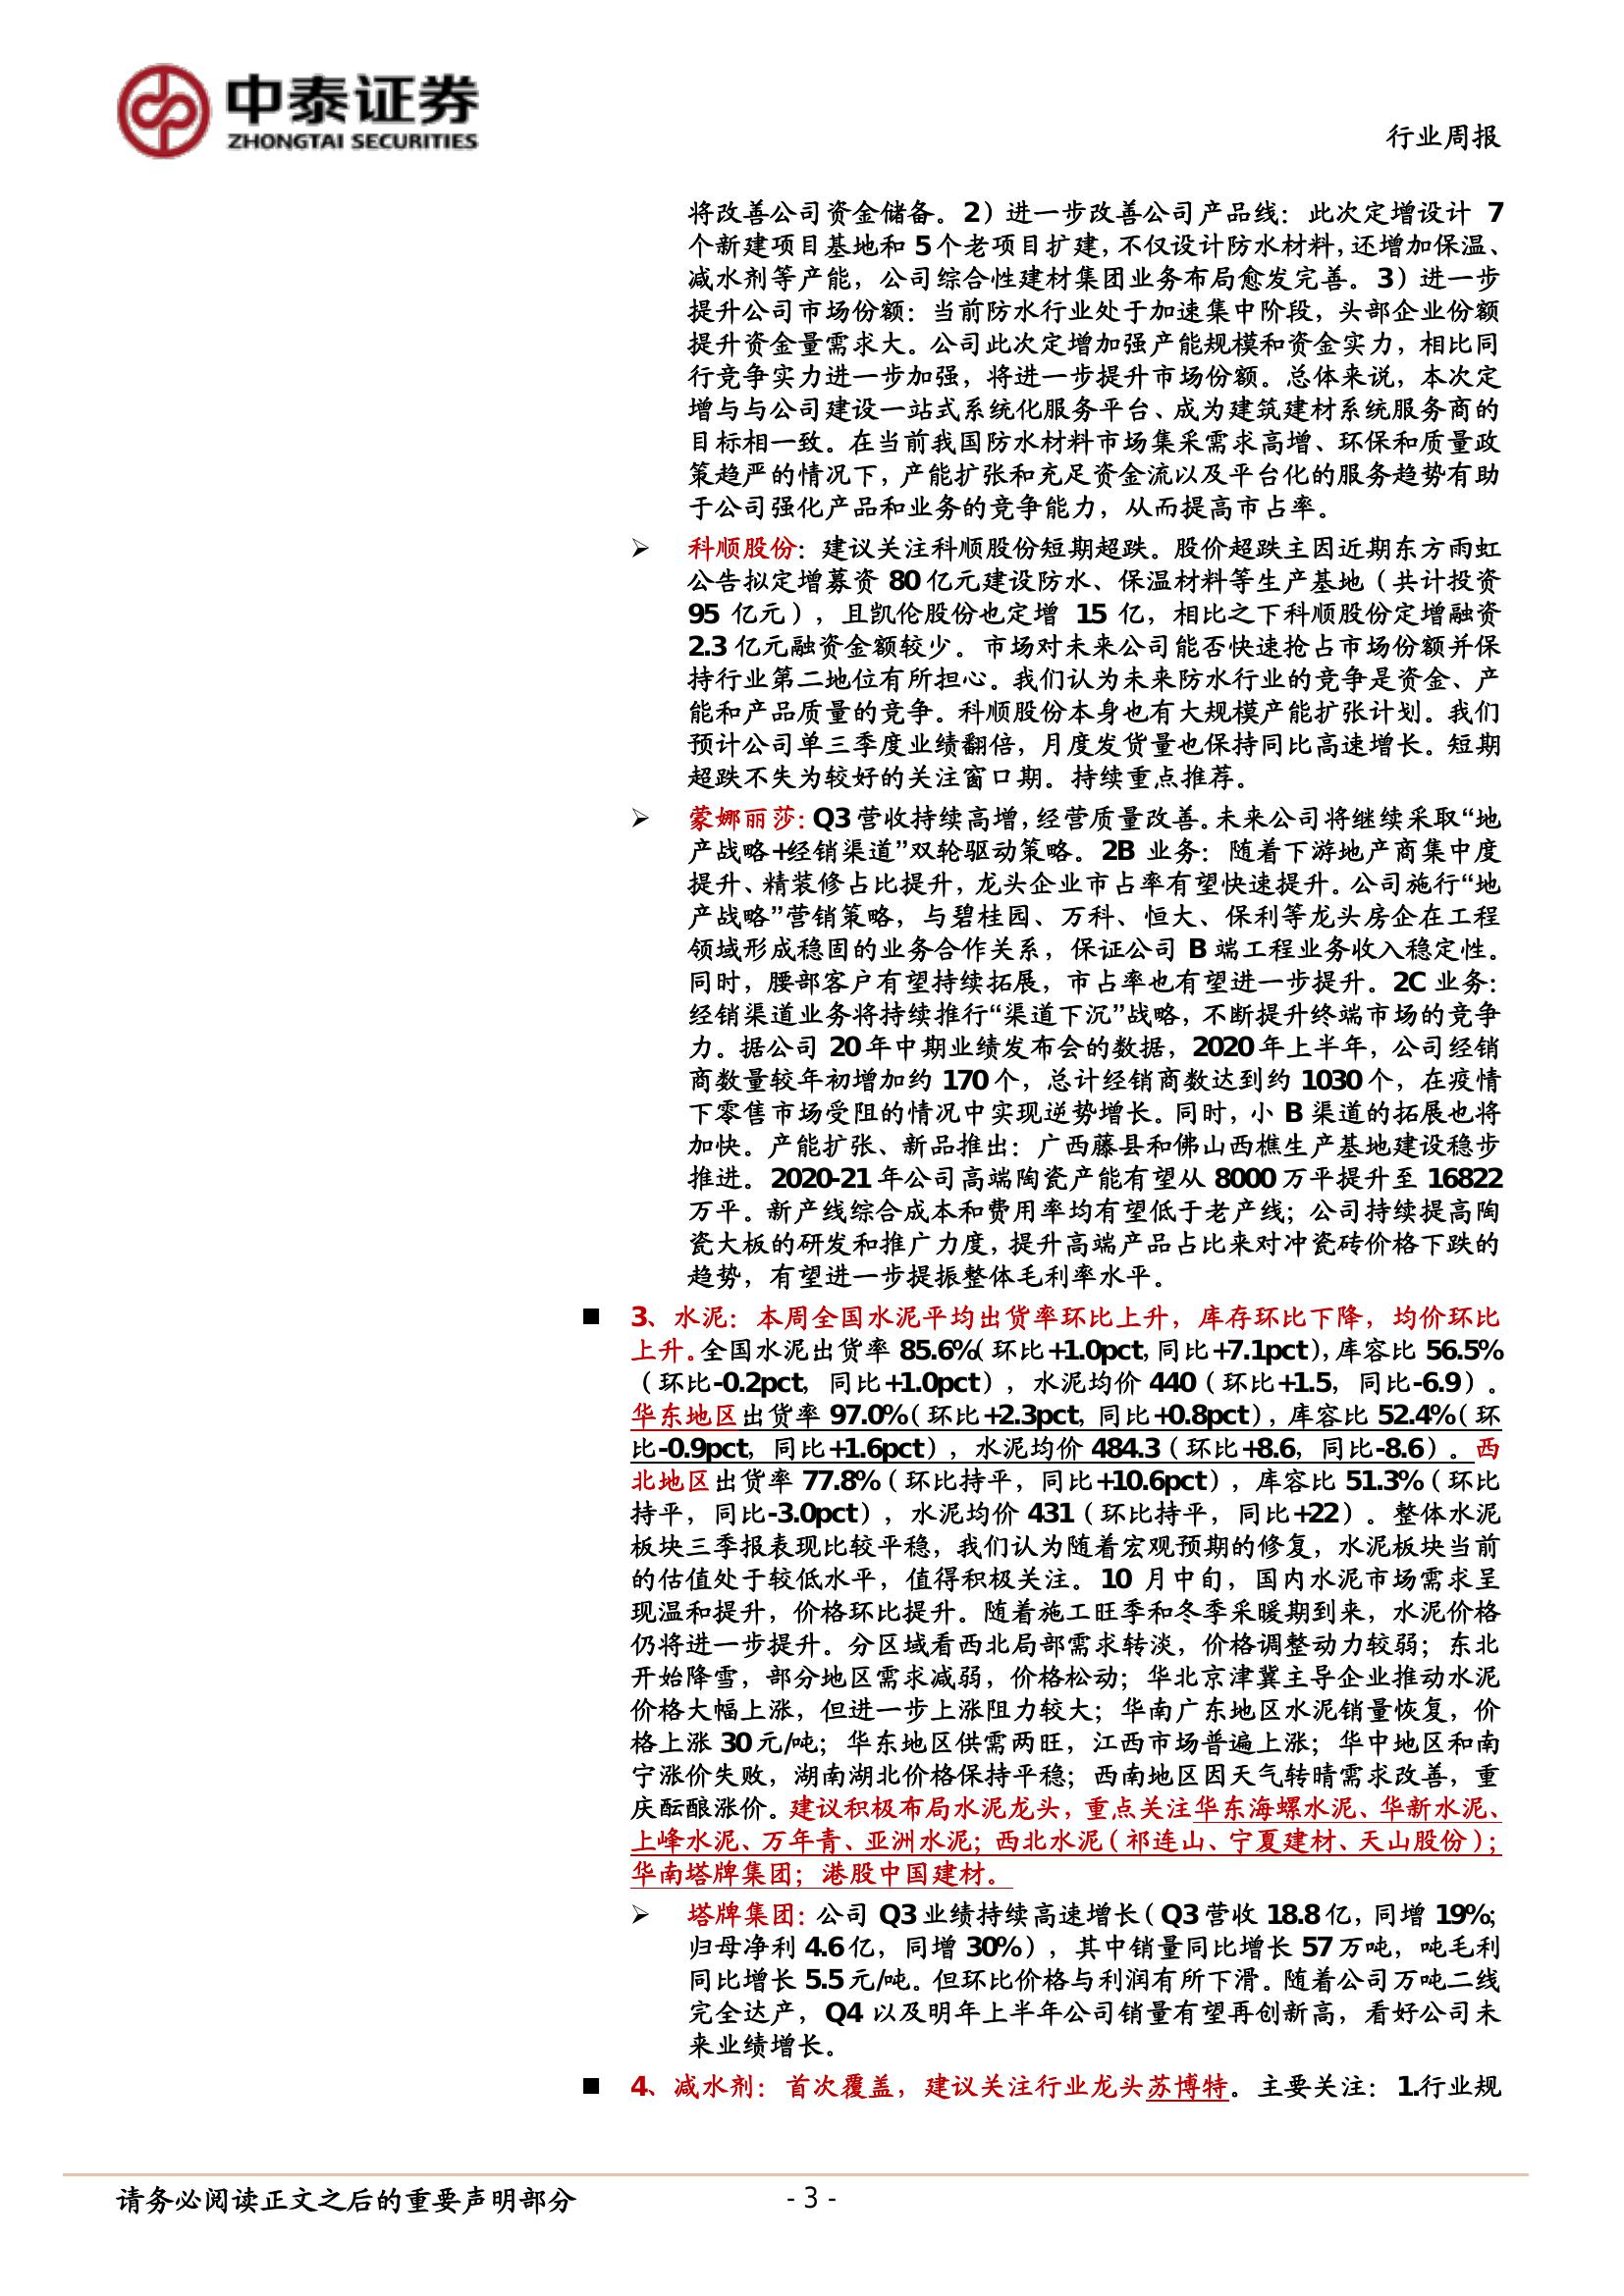 中泰证券
ZHONGTAI SECURITIES
行业周报
将改善公司资金储备。2）进一步改善公司产品线：此次定增设计 7
个新建项目基地和 5 个老项目扩建，不仅设计防水材料，还增加保温、
减水剂等产能，公司综合性建材集团业务布局愈发完善。3）进一步
提升公司市场份额：当前防水行业处于加速集中阶段，头部企业份额
提升资金量需求大。公司此次定增加强产能规模和资金实力，相比同
行竞争实力进一步加强，将进一步提升市场份额。总体来说，本次定
增与与公司建设一站式系统化服务平台、成为建筑建材系统服务商的
目标相一致。在当前我国防水材料市场集采需求高增、环保和质量政
策趋严的情况下，产能扩张和充足资金流以及平台化的服务趋势有助
于公司强化产品和业务的竞争能力，从而提高市占率。
➢ 科顺股份：建议关注科顺股份短期超跌。股价超跌主因近期东方雨虹
公告拟定增募资 80 亿元建设防水、保温材料等生产基地（共计投资
95 亿元），且凯伦股份也定增 15 亿，相比之下科顺股份定增融资
2.3 亿元融资金额较少。市场对未来公司能否快速抢占市场份额并保
持行业第二地位有所担心。我们认为未来防水行业的竞争是资金、产
能和产品质量的竞争。科顺股份本身也有大规模产能扩张计划。我们
预计公司单三季度业绩翻倍，月度发货量也保持同比高速增长。短期
超跌不失为较好的关注窗口期。持续重点推荐。
➢ 蒙娜丽莎：Q3 营收持续高增，经营质量改善。未来公司将继续采取“地
产战略+经销渠道”双轮驱动策略。2B 业务：随着下游地产商集中度
提升、精装修占比提升，龙头企业市占率有望快速提升。公司施行“地
产战略”营销策略，与碧桂园、万科、恒大、保利等龙头房企在工程
领域形成稳固的业务合作关系，保证公司 B 端工程业务收入稳定性。
同时，腰部客户有望持续拓展，市占率也有望进一步提升。2C 业务：
经销渠道业务将持续推行“渠道下沉”战略，不断提升终端市场的竞争
力。据公司 20 年中期业绩发布会的数据，2020 年上半年，公司经销
商数量较年初增加约 170 个，总计经销商数达到约 1030 个，在疫情
下零售市场受阻的情况中实现逆势增长。同时，小 B 渠道的拓展也将
加快。产能扩张、新品推出：广西藤县和佛山西樵生产基地建设稳步
推进。2020-21 年公司高端陶瓷产能有望从 8000 万平提升至 16822
万平。新产线综合成本和费用率均有望低于老产线；公司持续提高陶
瓷大板的研发和推广力度，提升高端产品占比来对冲瓷砖价格下跌的
趋势，有望进一步提振整体毛利率水平。
■ 3、水泥：本周全国水泥平均出货率环比上升，库存环比下降，均价环比
上升。全国水泥出货率 85.6%（环比+1.0pct，同比+7.1pct），库容比 56.5%
（环比-0.2pct，同比+1.0pct），水泥均价 440（环比+1.5，同比-6.9）。
华东地区出货率 97.0%（环比+2.3pct，同比+0.8pct），库容比 52.4%（环
比-0.9pct，同比+1.6pct），水泥均价 484.3（环比+8.6，同比-8.6）。西
北地区出货率 77.8%（环比持平，同比+10.6pct），库容比 51.3%（环比
持平，同比-3.0pct），水泥均价 431（环比持平，同比+22）。整体水泥
板块三季报表现比较平稳，我们认为随着宏观预期的修复，水泥板块当前
的估值处于较低水平，值得积极关注。10 月中旬，国内水泥市场需求呈
现温和提升，价格环比提升。随着施工旺季和冬季采暖期到来，水泥价格
仍将进一步提升。分区域看西北局部需求转淡，价格调整动力较弱；东北
开始降雪，部分地区需求减弱，价格松动；华北京津冀主导企业推动水泥
价格大幅上涨，但进一步上涨阻力较大；华南广东地区水泥销量恢复，价
格上涨 30 元/吨；华东地区供需两旺，江西市场普遍上涨；华中地区和南
宁涨价失败，湖南湖北价格保持平稳；西南地区因天气转晴需求改善，重
庆酝酿涨价。建议积极布局水泥龙头，重点关注华东海螺水泥、华新水泥、
上峰水泥、万年青、亚洲水泥；西北水泥（祁连山、宁夏建材、天山股份）；
华南塔牌集团；港股中国建材。
➢ 塔牌集团：公司 Q3 业绩持续高速增长（Q3 营收 18.8 亿，同增 19%；
归母净利 4.6 亿，同增 30%），其中销量同比增长 57 万吨，吨毛利
同比增长 5.5 元/吨。但环比价格与利润有所下滑。随着公司万吨二线
完全达产，Q4 以及明年上半年公司销量有望再创新高，看好公司未
来业绩增长。
■ 4、减水剂：首次覆盖，建议关注行业龙头苏博特。主要关注：1.行业规
请务必阅读正文之后的重要声明部分
- 3 -